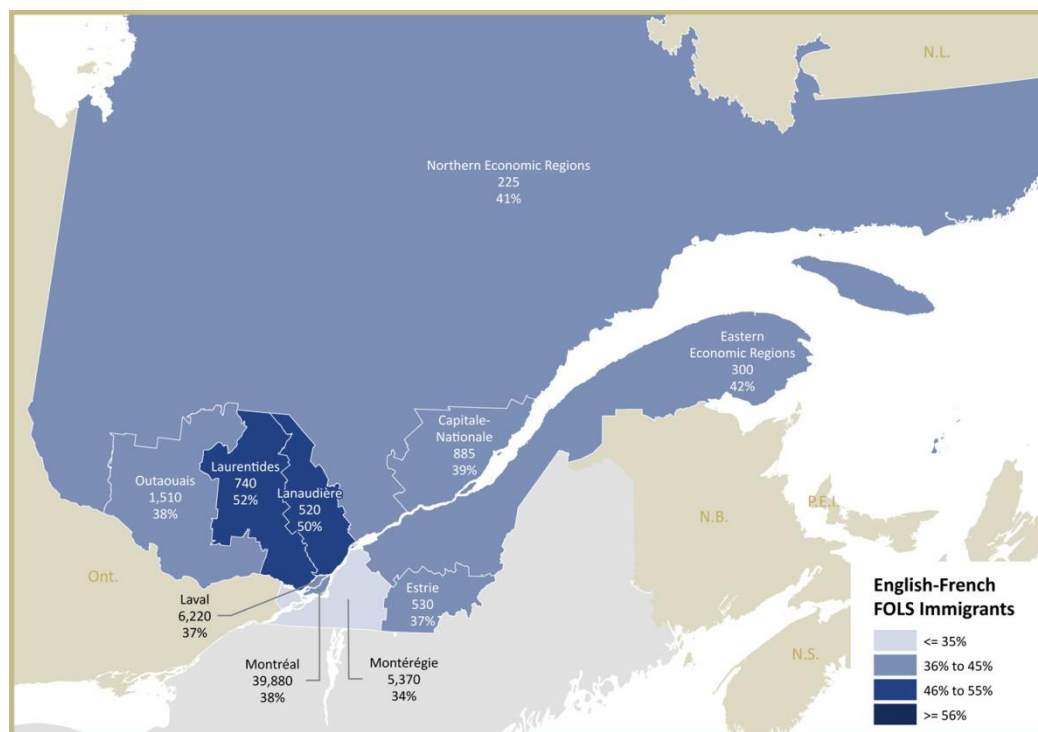 N.L.
Northern Economic Regions
225
41%
Eastern
Economic Regions
300
42%
Capitale-
Nationale
885
39%
Laurentides
740
52%
Lanaudière
520
50%
Outaouais
1,510
38%
P.E.I.
N.B.
Ont.
Estrie
530
37%
Laval
6,220
37%
Montréal
39,880
38%
Montérégie
5,370
34%
N.S.
English-French
FOLS Immigrants
<= 35%
36% to 45%
46% to 55%
>= 56%